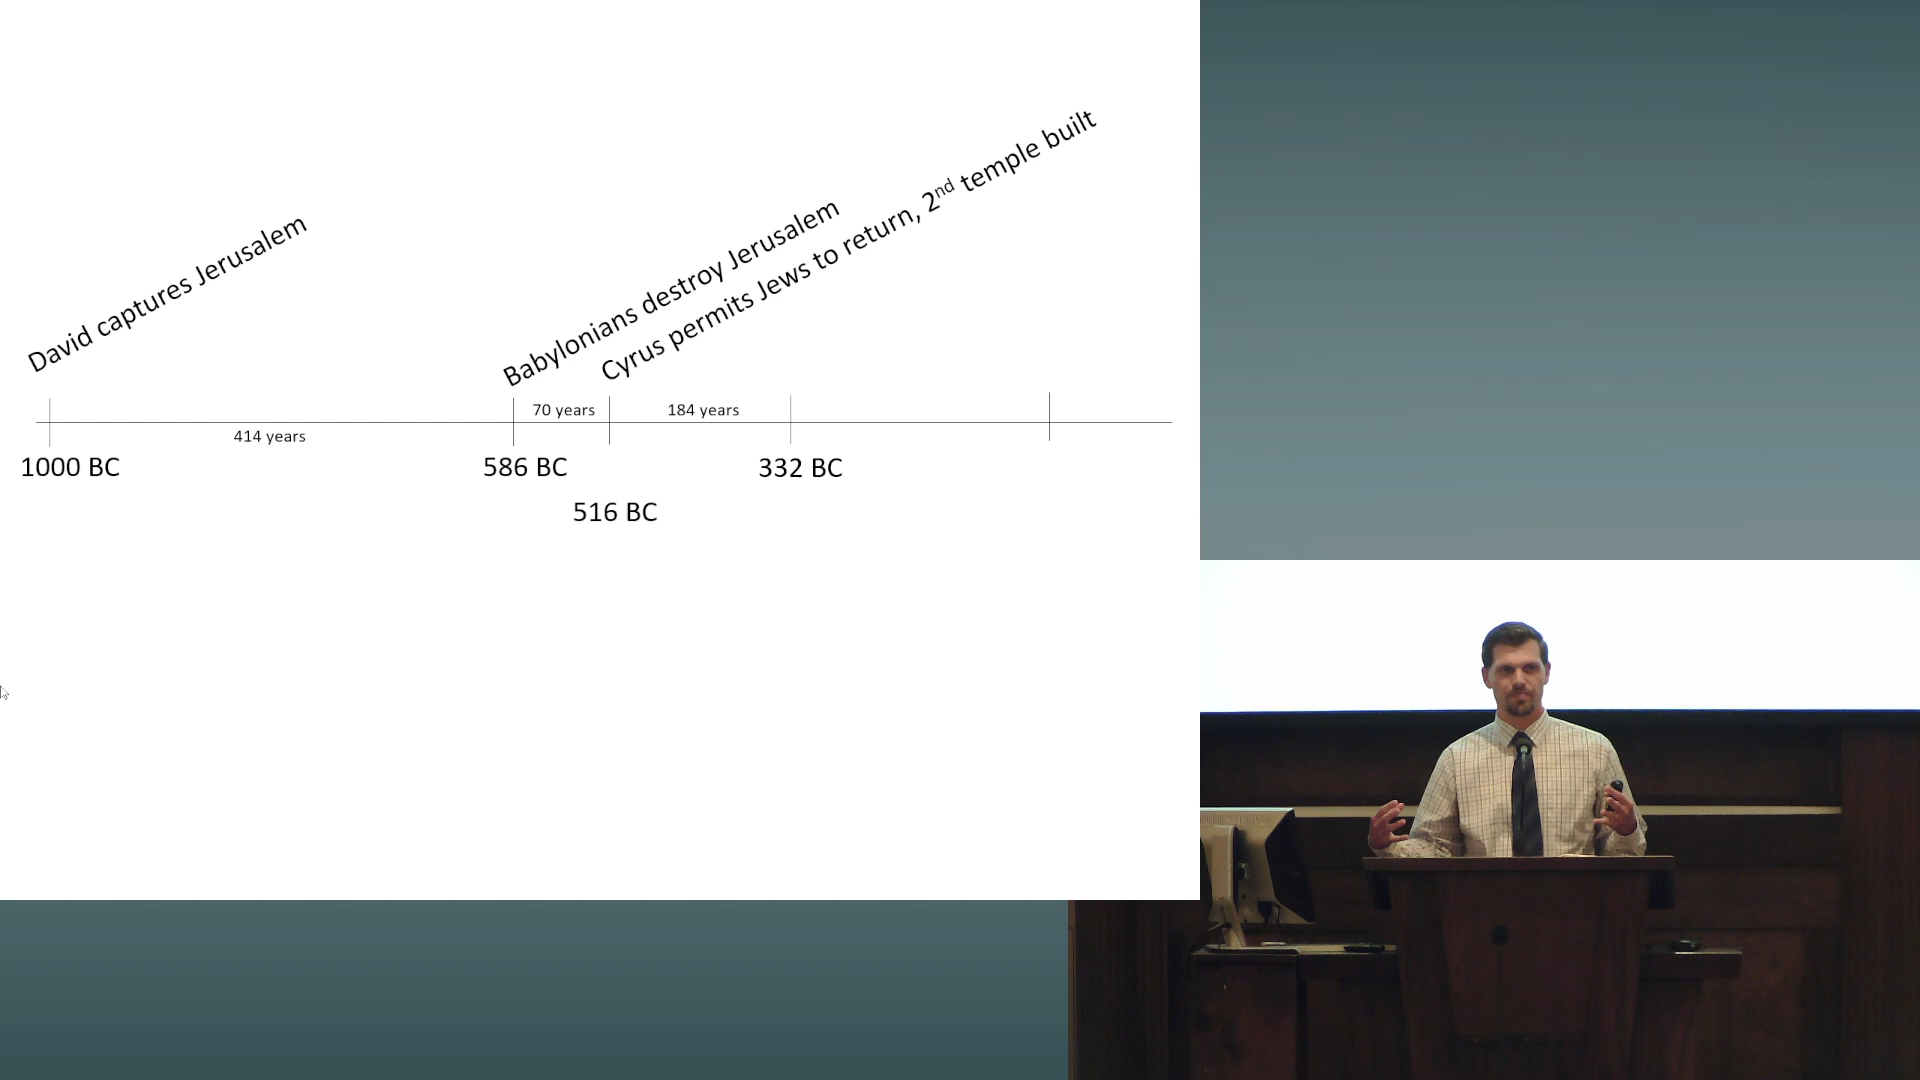 David captures Jerusalem
Babylonians destroy Jerusalem
Cyrus permits Jews to return, 2nd temple built
70 years
184 years
414 years
1000 BC
586 BC
332 BC
516 BC